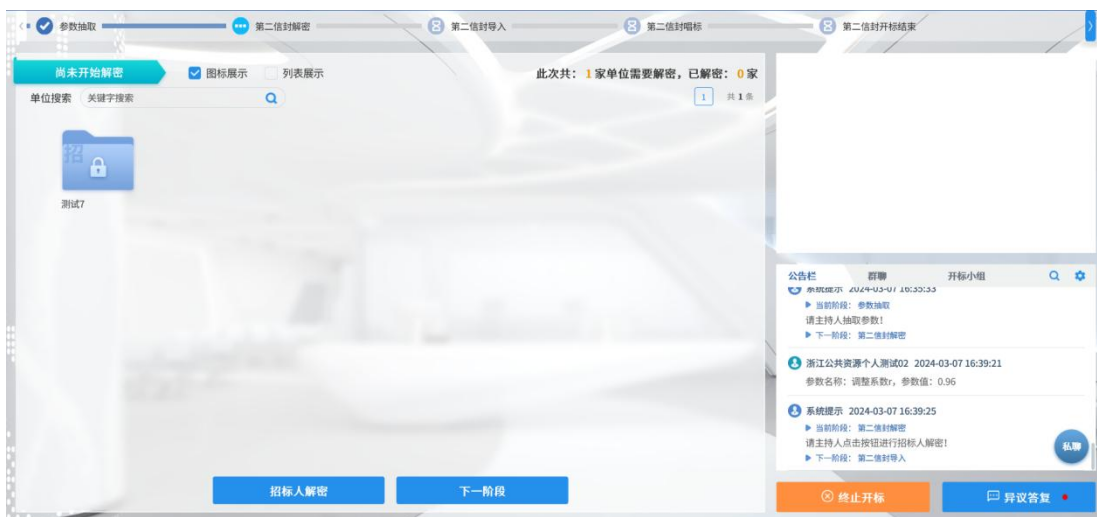 参数抽取
第二信封解密
第二信封导入
第二信封唱标
第二信封开标结束
尚未开始解密
图标展示
列表展示
此次共：1家单位需要解密，已解密：0家
单位搜索 关键字搜索
1 共1条
招
测试7
公告栏 群聊 开标小组
系统提示 2024-03-07 16:35:33
当前阶段：参数抽取
请主持人抽取参数！
下一阶段：第二信封解密
浙江公共资源个人测试02 2024-03-07 16:39:21
参数名称：调整系数r，参数值：0.96
系统提示 2024-03-07 16:39:25
当前阶段：第二信封解密
请主持人点击按钮进行招标人解密！
下一阶段：第二信封导入
私聊
招标人解密
下一阶段
终止开标
异议答复